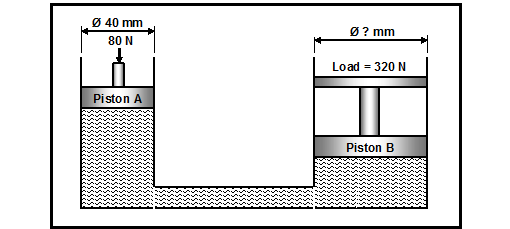 Ø 40 mm
80 N
Piston A
Ø ? mm
Load = 320 N
Piston B